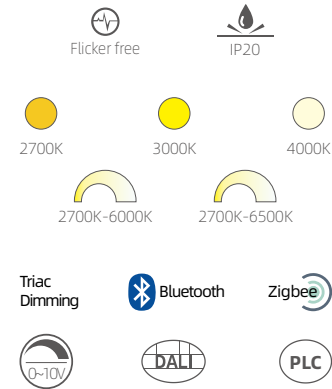 Flicker free
IP20
2700K
3000K
4000K
2700K-6000K
2700K-6500K
Triac
Dimming
Bluetooth
Zigbee
0~10V
DALI
PLC